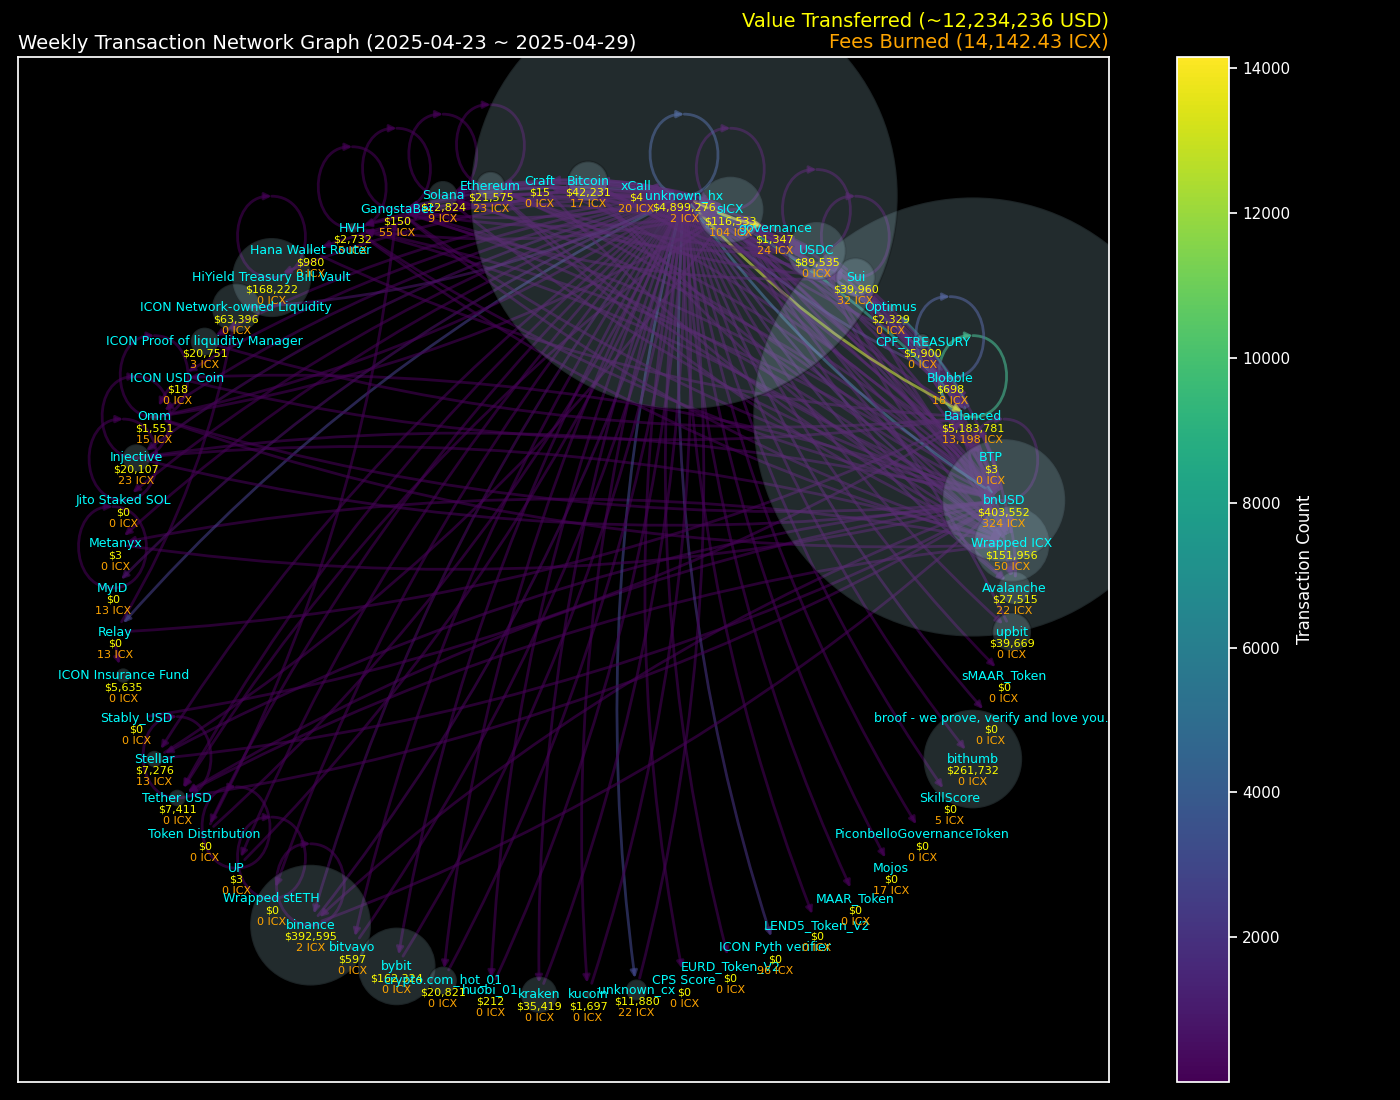 Value Transferred (~12,234,236 USD)
Weekly Transaction Network Graph (2025-04-23 ~ 2025-04-29)
Fees Burned (14,142.43 ICX)
unknown_hx
$4,899,276
2 ICX
xCall
$4
20 ICX
Bitcoin
$42,231
17 ICX
Craft
$15
0 ICX
Ethereum
$21,575
23 ICX
Solana
$22,824
9 ICX
GangstaBet
$150
55 ICX
HVH
$2,732
Hana Wallet Router
$980
HiYield Treasury Bill Vault
$168,222
0 ICX
ICON Network-owned Liquidity
$63,396
0 ICX
ICON Proof of liquidity Manager
$20,751
3 ICX
ICON USD Coin
$18
0 ICX
Omm
$1,551
15 ICX
Injective
$20,107
23 ICX
Jito Staked SOL
$0
0 ICX
Metanyx
$3
0 ICX
MyID
$0
13 ICX
Relay
$0
13 ICX
ICON Insurance Fund
$5,635
0 ICX
Stably_USD
$0
0 ICX
Stellar
$7,276
13 ICX
Tether USD
$7,411
0 ICX
Token Distribution
$0
0 ICX
UP
$3
0 ICX
Wrapped stETH
$0
0 ICX
binance
$392,595
2 ICX
bitvavo
$597
0 ICX
bybit
$162,324
0 ICX
crypto.com_hot_01
$20,821
0 ICX
huobi_01
$212
0 ICX
kraken
$35,419
0 ICX
kucoin
$1,697
0 ICX
unknown_cx
$11,880
22 ICX
CPS Score
$0
0 ICX
EURD_Token_V2
$0
0 ICX
ICON Pyth verifier
$0
LEND5_Token_V2
$0
MAAR_Token
$0
0 ICX
Mojos
$0
17 ICX
PiconbelloGovernanceToken
$0
0 ICX
SkillScore
$0
5 ICX
bithumb
$261,732
0 ICX
broof - we prove, verify and love you.
$0
0 ICX
sMAAR_Token
$0
0 ICX
upbit
$39,669
0 ICX
Avalanche
$27,515
22 ICX
Wrapped ICX
$151,956
50 ICX
bnUSD
$403,552
324 ICX
BTP
$3
0 ICX
Balanced
$5,183,781
13,198 ICX
Blobble
$698
18 ICX
CPF_TREASURY
$5,900
0 ICX
Optimus
$2,329
0 ICX
Sui
$39,960
32 ICX
USDC
$89,535
0 ICX
governance
$1,347
24 ICX
sICX
$116,533
104 ICX
14000
12000
10000
8000
6000
4000
2000
Transaction Count